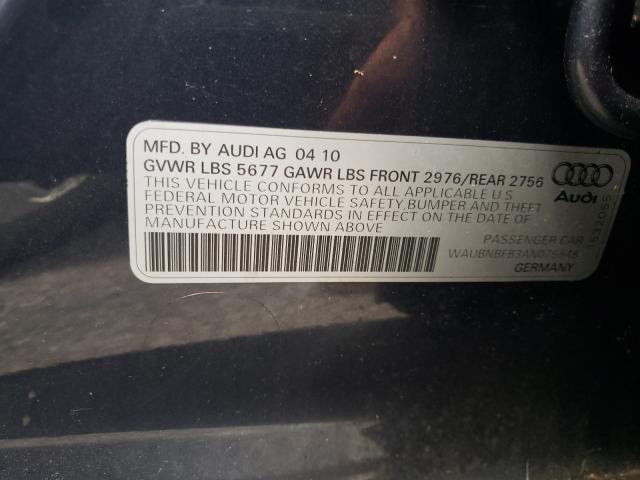 MFD. BY AUDI AG 04 10
GVWR LBS 5677 GAWR LBS FRONT 2976/REAR 2756
THIS VEHICLE CONFORMS TO ALL APPLICABLE U.S
FEDERAL MOTOR VEHICLE SAFETY,BUMPER AND THEFT
PREVENTION STANDARDS IN EFFECT ON THE DATE OF
MANUFACTURE SHOWN ABOVE
Audi
PASSENGER CAR
GERMANY